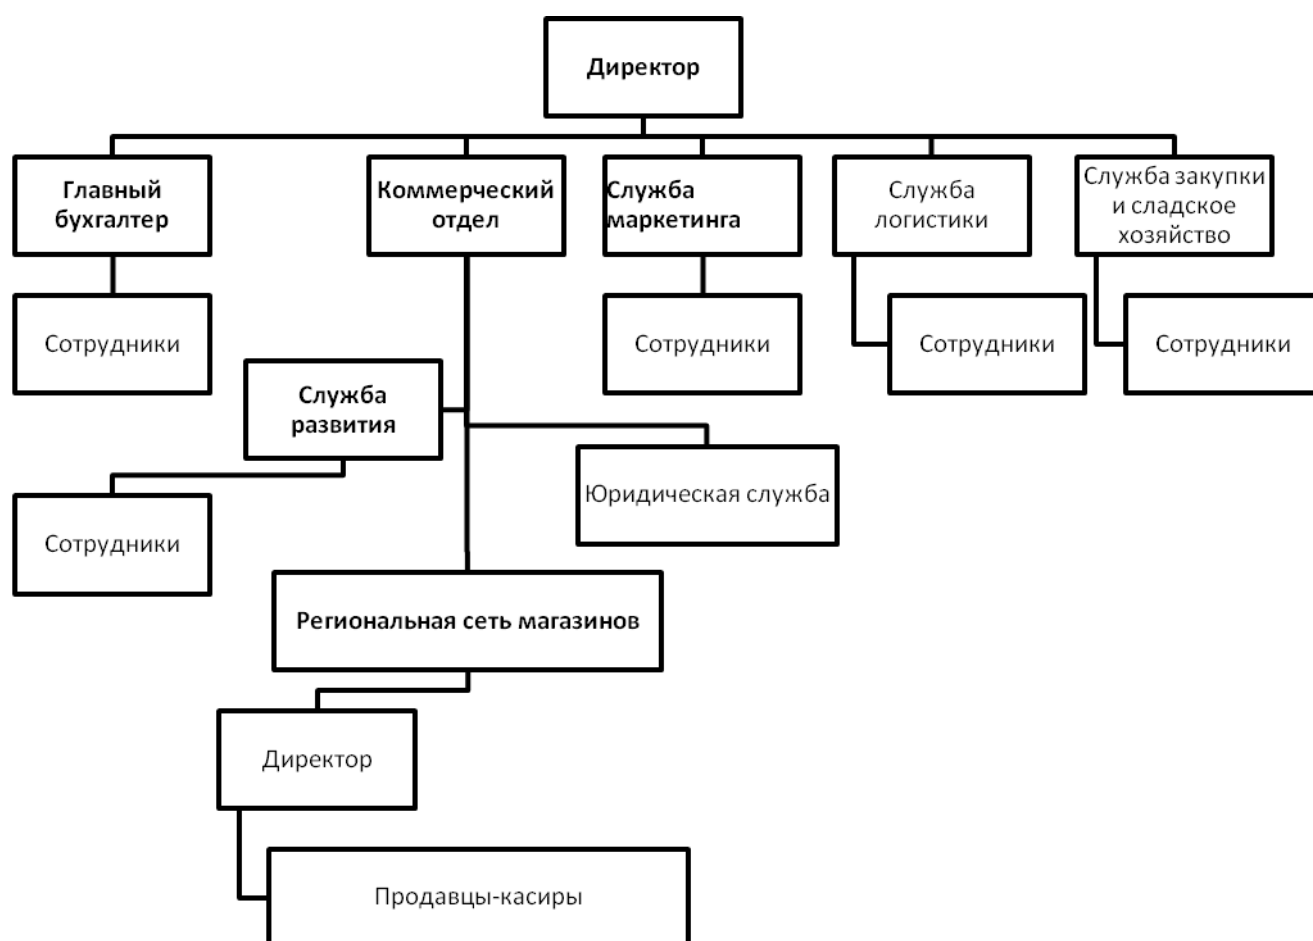 Директор
Главный
бухгалтер
Коммерческий
отдел
Служба
маркетинга
Служба
логистики
Служба закупки
и сладское
хозяйство
Сотрудники
Сотрудники
Сотрудники
Сотрудники
Служба
развития
Юридическая служба
Сотрудники
Региональная сеть магазинов
Директор
Продавцы-касиры